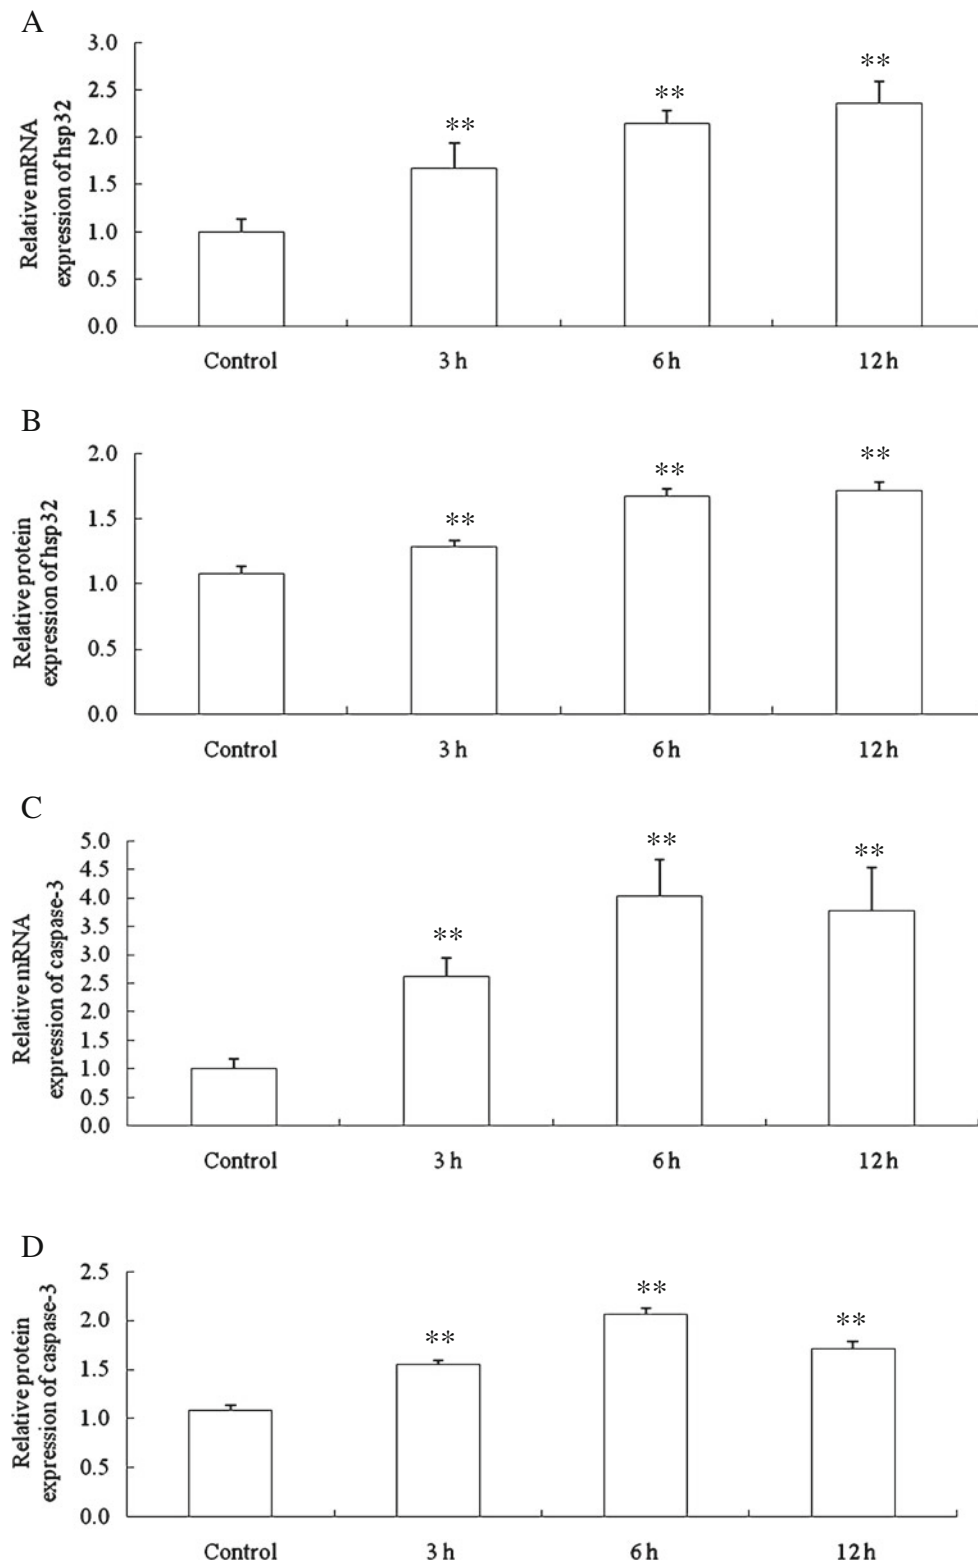 A
3.0
2.5
2.0
1.5
1.0
0.5
0.0
Relative mRNA
expression of hsp32
**
**
**
Control 3 h 6 h 12 h
B
2.0
1.5
1.0
0.5
0.0
Relative protein
expression of hsp32
**
**
**
Control 3 h 6 h 12 h
C
5.0
4.5
4.0
3.5
3.0
2.5
2.0
1.5
1.0
0.5
0.0
Relative mRNA
expression of caspase-3
**
**
**
Control 3 h 6 h 12 h
D
2.5
2.0
1.5
1.0
0.5
0.0
Relative protein
expression of caspase-3
**
**
**
Control 3 h 6 h 12 h